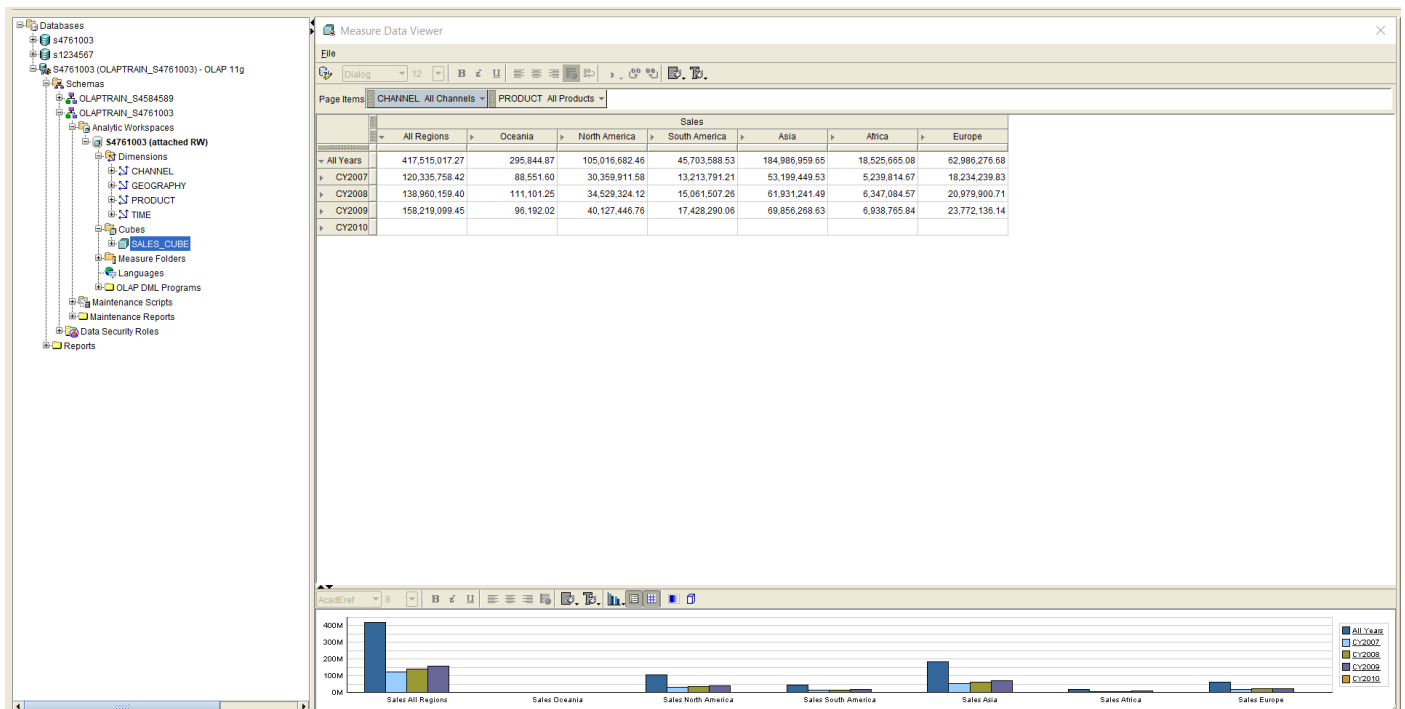 Databases
s4761003
s1234567
S4761003 (OLAPTRAIN_S4761003) - OLAP 11g
Schemas
OLAPTRAIN_S4584589
OLAPTRAIN_S4761003
Analytic Workspaces
S4761003 (attached RW)
Dimensions
CHANNEL
GEOGRAPHY
PRODUCT
TIME
Cubes
SALES_CUBE
Measure Folders
Languages
OLAP DML Programs
Maintenance Scripts
Maintenance Reports
Data Security Roles
Reports
Measure Data Viewer
File
Dialog 12 B i U
Page Items CHANNEL All Channels PRODUCT All Products
Sales
All Regions Oceania North America South America Asia Africa Europe
All Years 417,515,017.27 295,844.87 105,016,682.46 45,703,588.53 184,986,959.65 18,525,665.08 62,986,276.68
CY2007 120,335,758.42 88,551.60 30,359,911.58 13,213,791.21 53,199,449.53 5,239,814.67 18,234,239.83
CY2008 138,960,159.40 111,101.25 34,529,324.12 15,061,507.26 61,931,241.49 6,347,084.57 20,979,900.71
CY2009 158,219,099.45 96,192.02 40,127,446.76 17,428,290.06 69,856,268.63 6,938,765.84 23,772,136.14
CY2010
AcadEref 8 B i U
400M
300M
200M
100M
0M
Sales All Regions Sales Oceania Sales North America Sales South America Sales Asia Sales Africa Sales Europe
All Years
CY2007
CY2008
CY2009
CY2010